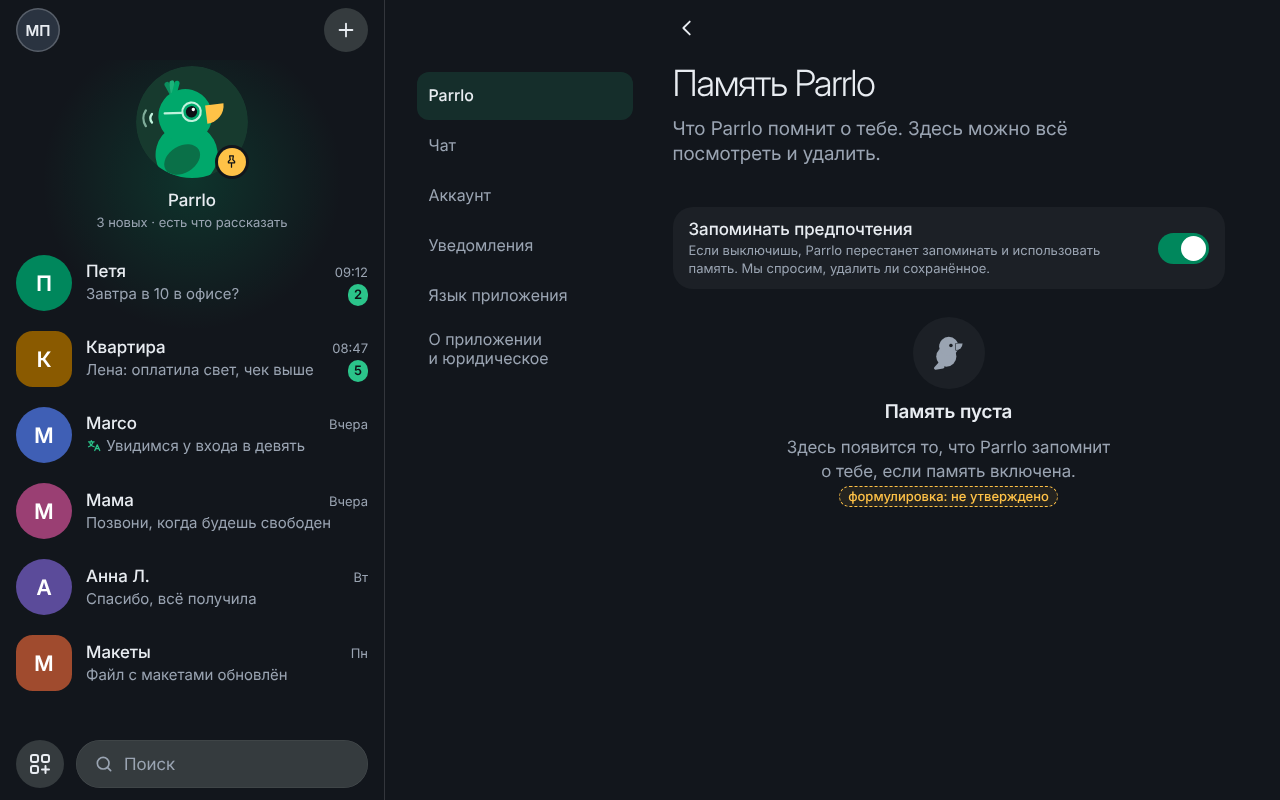 МП
Parrlo
3 новых · есть что рассказать
Петя
09:12
П
Завтра в 10 в офисе?
2
Квартира
08:47
К
Лена: оплатила свет, чек выше
5
Marco
Вчера
M
Увидимся у входа в девять
Мама
Вчера
М
Позвони, когда будешь свободен
Анна Л.
Вт
А
Спасибо, всё получила
Макеты
Пн
М
Файл с макетами обновлён
Поиск
Parrlo
Чат
Аккаунт
Уведомления
Язык приложения
О приложении
и юридическое
Память Parrlo
Что Parrlo помнит о тебе. Здесь можно всё
посмотреть и удалить.
Запоминать предпочтения
Если выключишь, Parrlo перестанет запоминать и использовать
память. Мы спросим, удалить ли сохранённое.
Память пуста
Здесь появится то, что Parrlo запомнит
о тебе, если память включена.
формулировка: не утверждено